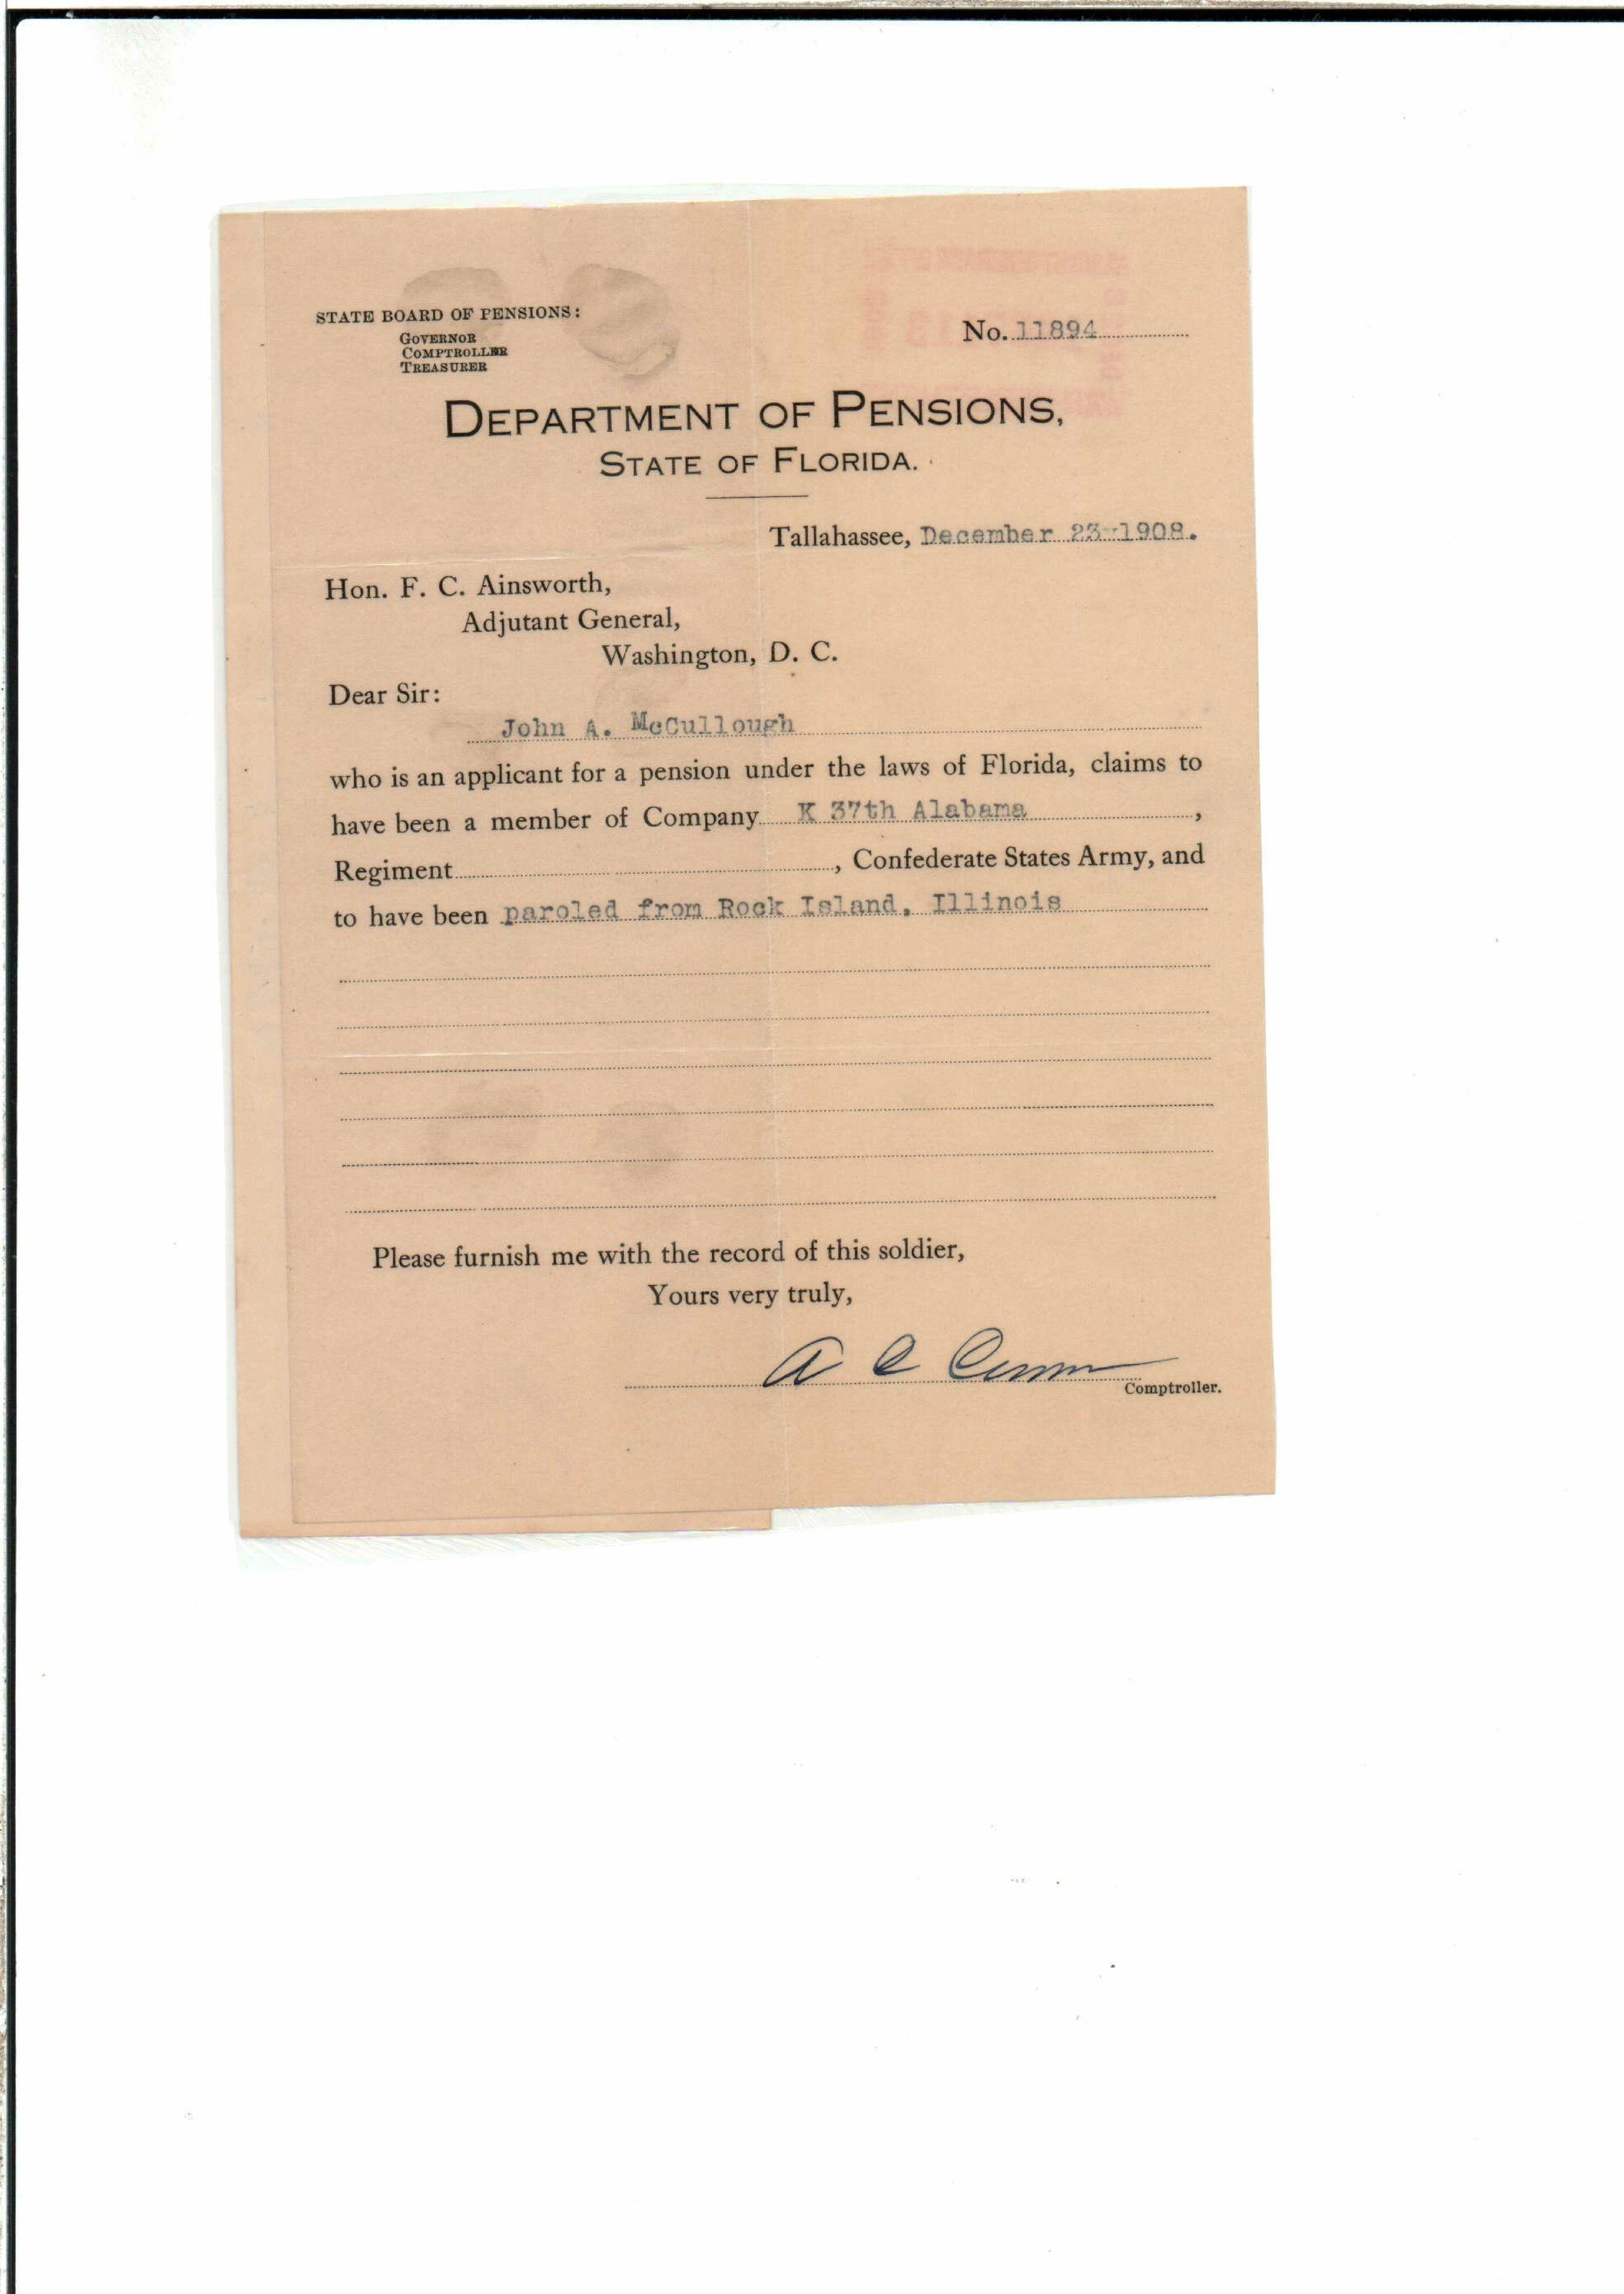 STATE BOARD OF PENSIONS:
GOVERNOR
COMPTROLLER
TREASURER
No. 11894
DEPARTMENT OF PENSIONS,
STATE OF FLORIDA.
Tallahassee, December 23-1908.
Hon. F. C. Ainsworth,
Adjutant General,
Washington, D. C.
Dear Sir:
John A. McCullough
who is an applicant for a pension under the laws of Florida, claims to
have been a member of Company K 37th Alabama,
Regiment, Confederate States Army, and
to have been paroled from Rock Island, Illinois
Please furnish me with the record of this soldier,
Yours very truly,
A C
Comptroller.